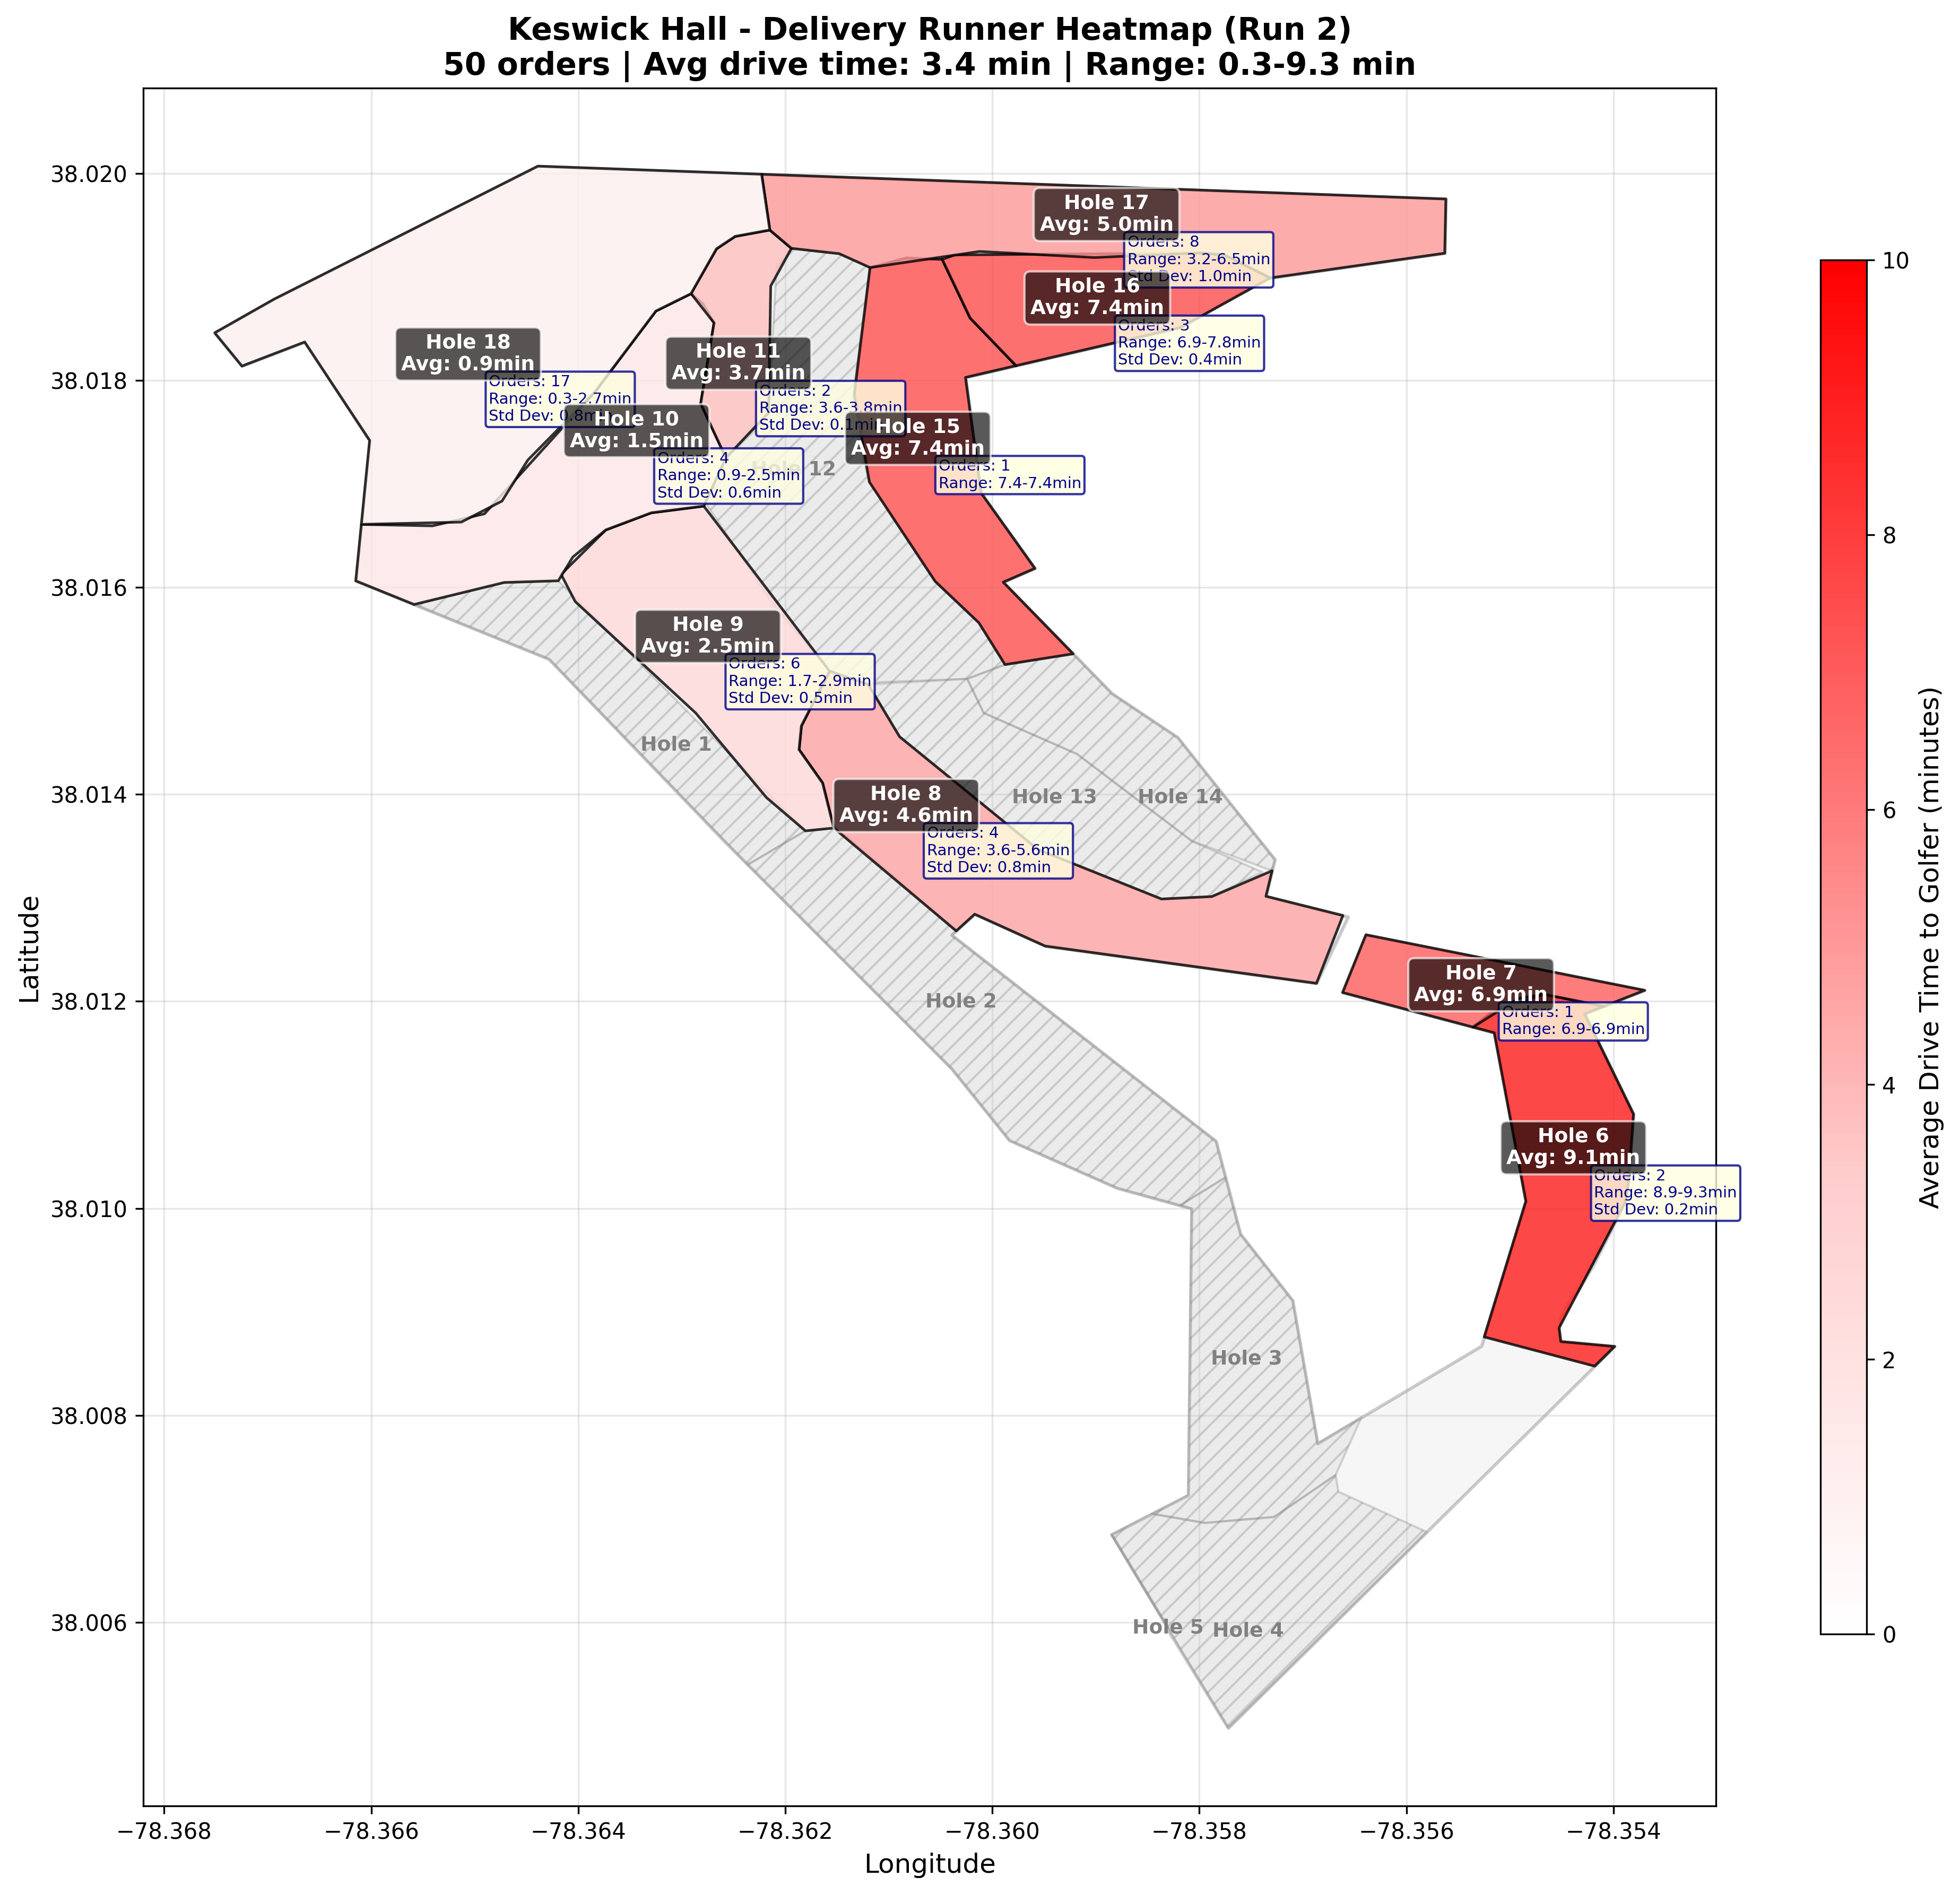 Keswick Hall - Delivery Runner Heatmap (Run 2)
50 orders | Avg drive time: 3.4 min | Range: 0.3-9.3 min
38.020
38.018
38.016
38.014
38.012
38.010
38.008
38.006
Latitude
Hole 17
Avg: 5.0min
Orders: 8
Range: 3.2-6.5min
Std Dev: 1.0min
Hole 16
Avg: 7.4min
Orders: 3
Range: 6.9-7.8min
Std Dev: 0.4min
Hole 18
Avg: 0.9min
Orders: 17
Range: 0.3-2.7min
Std Dev: 0.8min
Hole 11
Avg: 3.7min
Orders: 2
Range: 3.6-3.8min
Std Dev: 0.1min
Hole 10
Avg: 1.5min
Orders: 4
Range: 0.9-2.5min
Std Dev: 0.6min
Hole 15
Avg: 7.4min
Orders: 1
Range: 7.4-7.4min
Hole 12
Hole 9
Avg: 2.5min
Orders: 6
Range: 1.7-2.9min
Std Dev: 0.5min
Hole 1
Hole 8
Avg: 4.6min
Orders: 4
Range: 3.6-5.6min
Std Dev: 0.8min
Hole 13
Hole 14
Hole 2
Hole 7
Avg: 6.9min
Orders: 1
Range: 6.9-6.9min
Hole 6
Avg: 9.1min
Orders: 2
Range: 8.9-9.3min
Std Dev: 0.2min
Hole 3
Hole 5
Hole 4
−78.368
−78.366
−78.364
−78.362
−78.360
−78.358
−78.356
−78.354
Longitude
10
8
6
4
2
0
Average Drive Time to Golfer (minutes)